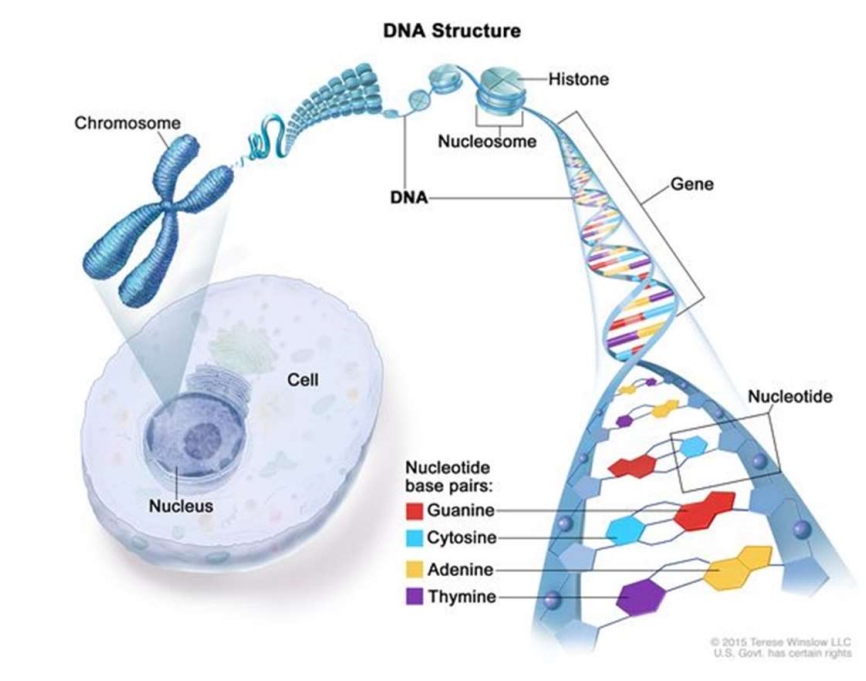 DNA Structure
Histone
Chromosome
Nucleosome
Gene
DNA
Cell
Nucleotide
Nucleus
Nucleotide
base pairs:
Guanine
Cytosine
Adenine
Thymine
© 2015 Terese Winslow LLC
U.S. Govt. has certain rights